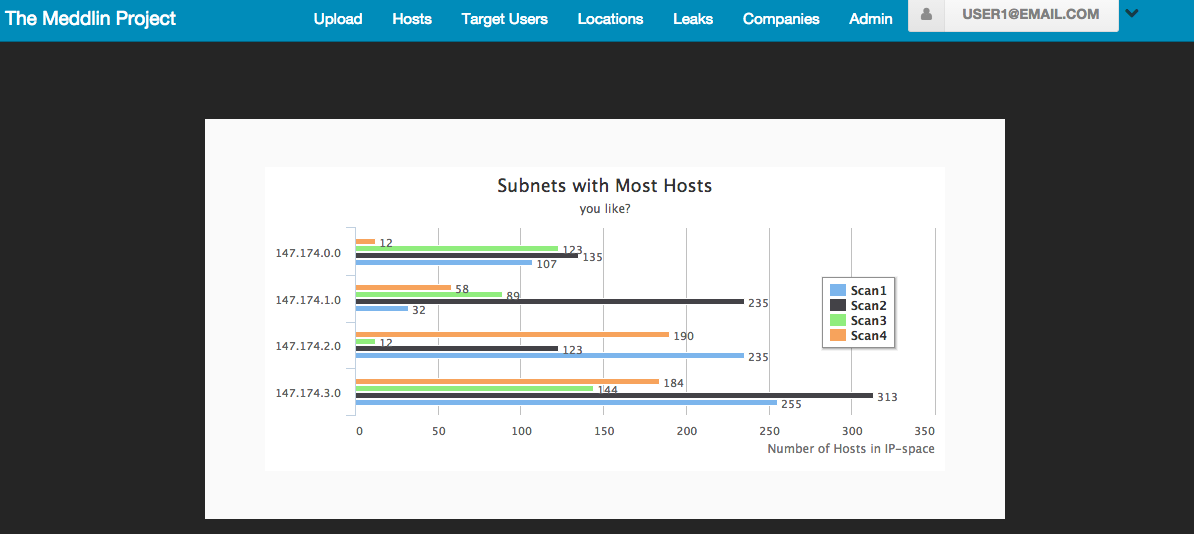 The Meddlin Project Upload Hosts Target Users Locations Leaks Companies Admin USER1@EMAIL.COM
Subnets with Most Hosts
you like?
147.174.0.0
12
123
135
107
147.174.1.0
58
89
235
32
147.174.2.0
190
12
123
235
147.174.3.0
184
144
313
255
Scan1
Scan2
Scan3
Scan4
0 50 100 150 200 250 300 350
Number of Hosts in IP-space